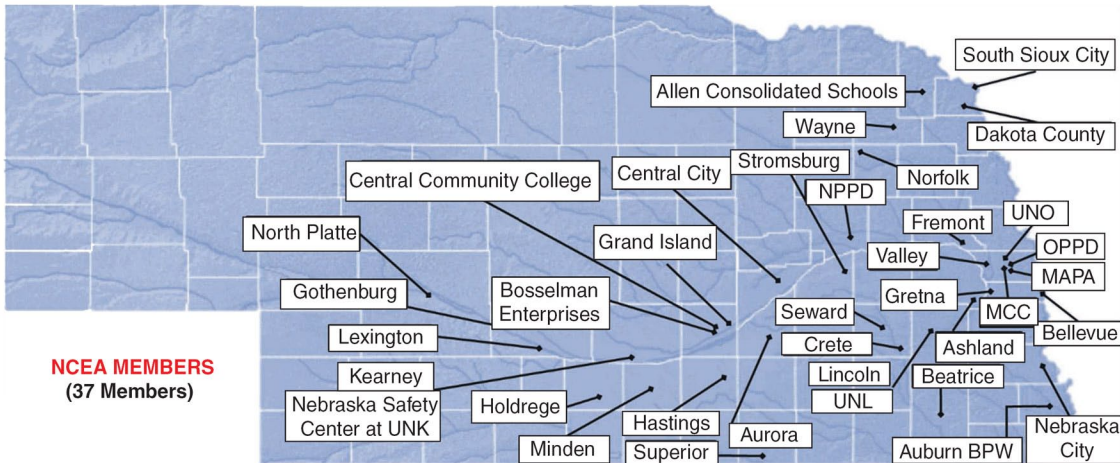 South Sioux City
Allen Consolidated Schools
Wayne
Dakota County
Stromsburg
Central City
Central Community College
Norfolk
NPPD
UNO
Fremont
North Platte
Grand Island
OPPD
Valley
MAPA
Gothenburg
Bosselman
Enterprises
Gretna
Seward
MCC
Bellevue
Lexington
Crete
Ashland
NCEA MEMBERS
(37 Members)
Kearney
Lincoln
Beatrice
Nebraska Safety
Center at UNK
Holdrege
UNL
Hastings
Aurora
Nebraska
City
Minden
Superior
Auburn BPW